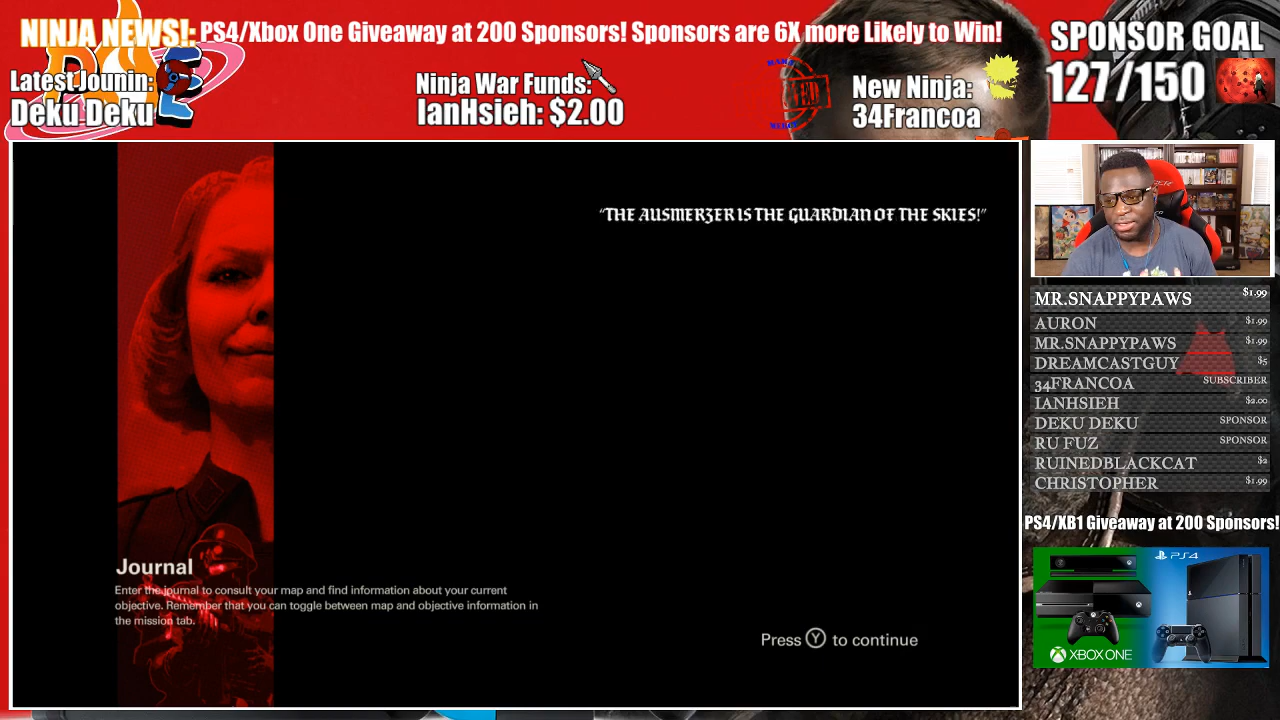 NINJA NEWS!: PS4/Xbox One Giveaway at 200 Sponsors! Sponsors are 6X more Likely to Win!
SPONSOR GOAL
127/150
Latest Jounin:
Deku Deku
Ninja War Funds:
IanHsieh: $2.00
New Ninja:
34Francoa
"THE AUSMERZER IS THE GUARDIAN OF THE SKIES!"
Journal
Enter the journal to consult your map and find information about your current
objective. Remember that you can toggle between map and objective information in
the mission tab.
Press Y to continue
MR.SNAPPYPAWS $1.99
AURON $1.99
MR.SNAPPYPAWS $1.99
DREAMCASTGUY $5
34FRANCOA SUBSCRIBER
IANHSIEH $2.00
DEKU DEKU SPONSOR
RU FUZ SPONSOR
RUINEDBLACKCAT $2
CHRISTOPHER $1.99
PS4/XB1 Giveaway at 200 Sponsors!
PS4
XBOX ONE